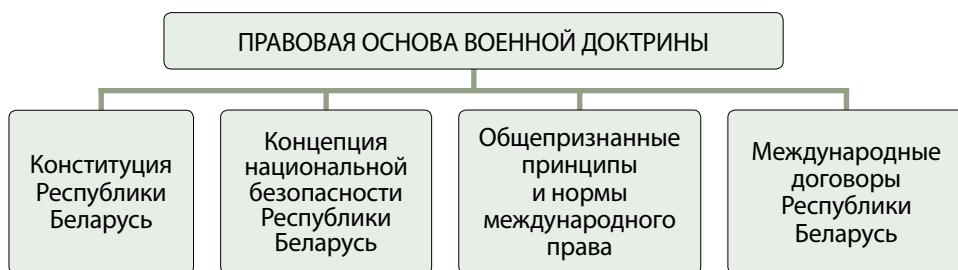 ПРАВОВАЯ ОСНОВА ВОЕННОЙ ДОКТРИНЫ
Конституция
Республики
Беларусь
Концепция
национальной
безопасности
Республики
Беларусь
Общепризнанные
принципы
и нормы
международного
права
Международные
договоры
Республики
Беларусь